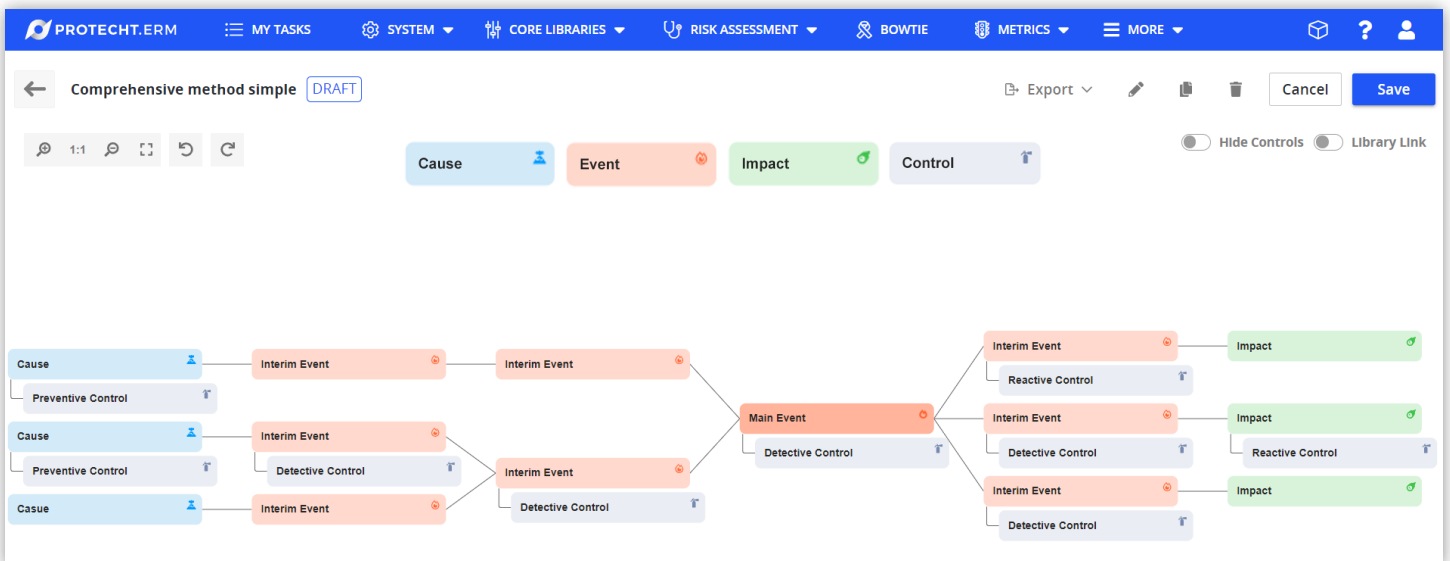 PROTECHT.ERM MY TASKS SYSTEM CORE LIBRARIES RISK ASSESSMENT BOWTIE METRICS MORE ?
Comprehensive method simple DRAFT Export Cancel Save
1:1 Hide Controls Library Link
Cause Event Impact Control
Interim Event Impact
Cause Interim Event Interim Event
Reactive Control
Preventive Control
Main Event Interim Event Impact
Cause Interim Event
Detective Control Detective Control Reactive Control
Preventive Control Detective Control Interim Event
Interim Event Impact
Casue Interim Event Detective Control
Detective Control